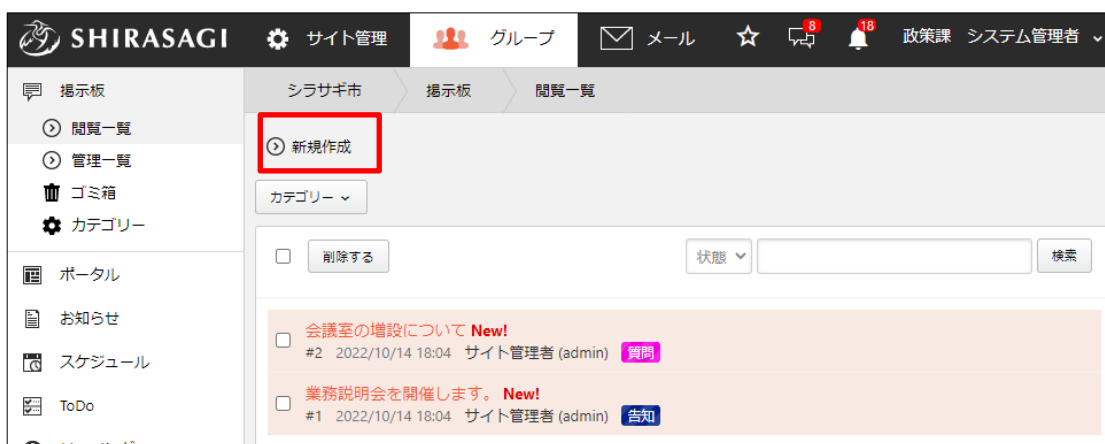 SHIRASAGI サイト管理 グループ メール 8 18 政策課 システム管理者
掲示板
閲覧一覧
管理一覧
ゴミ箱
カテゴリー
ポータル
お知らせ
スケジュール
ToDo
シラサギ市 掲示板 閲覧一覧
新規作成
カテゴリー
削除する 状態 検索
会議室の増設について New!
#2 2022/10/14 18:04 サイト管理者 (admin) 質問
業務説明会を開催します。 New!
#1 2022/10/14 18:04 サイト管理者 (admin) 告知